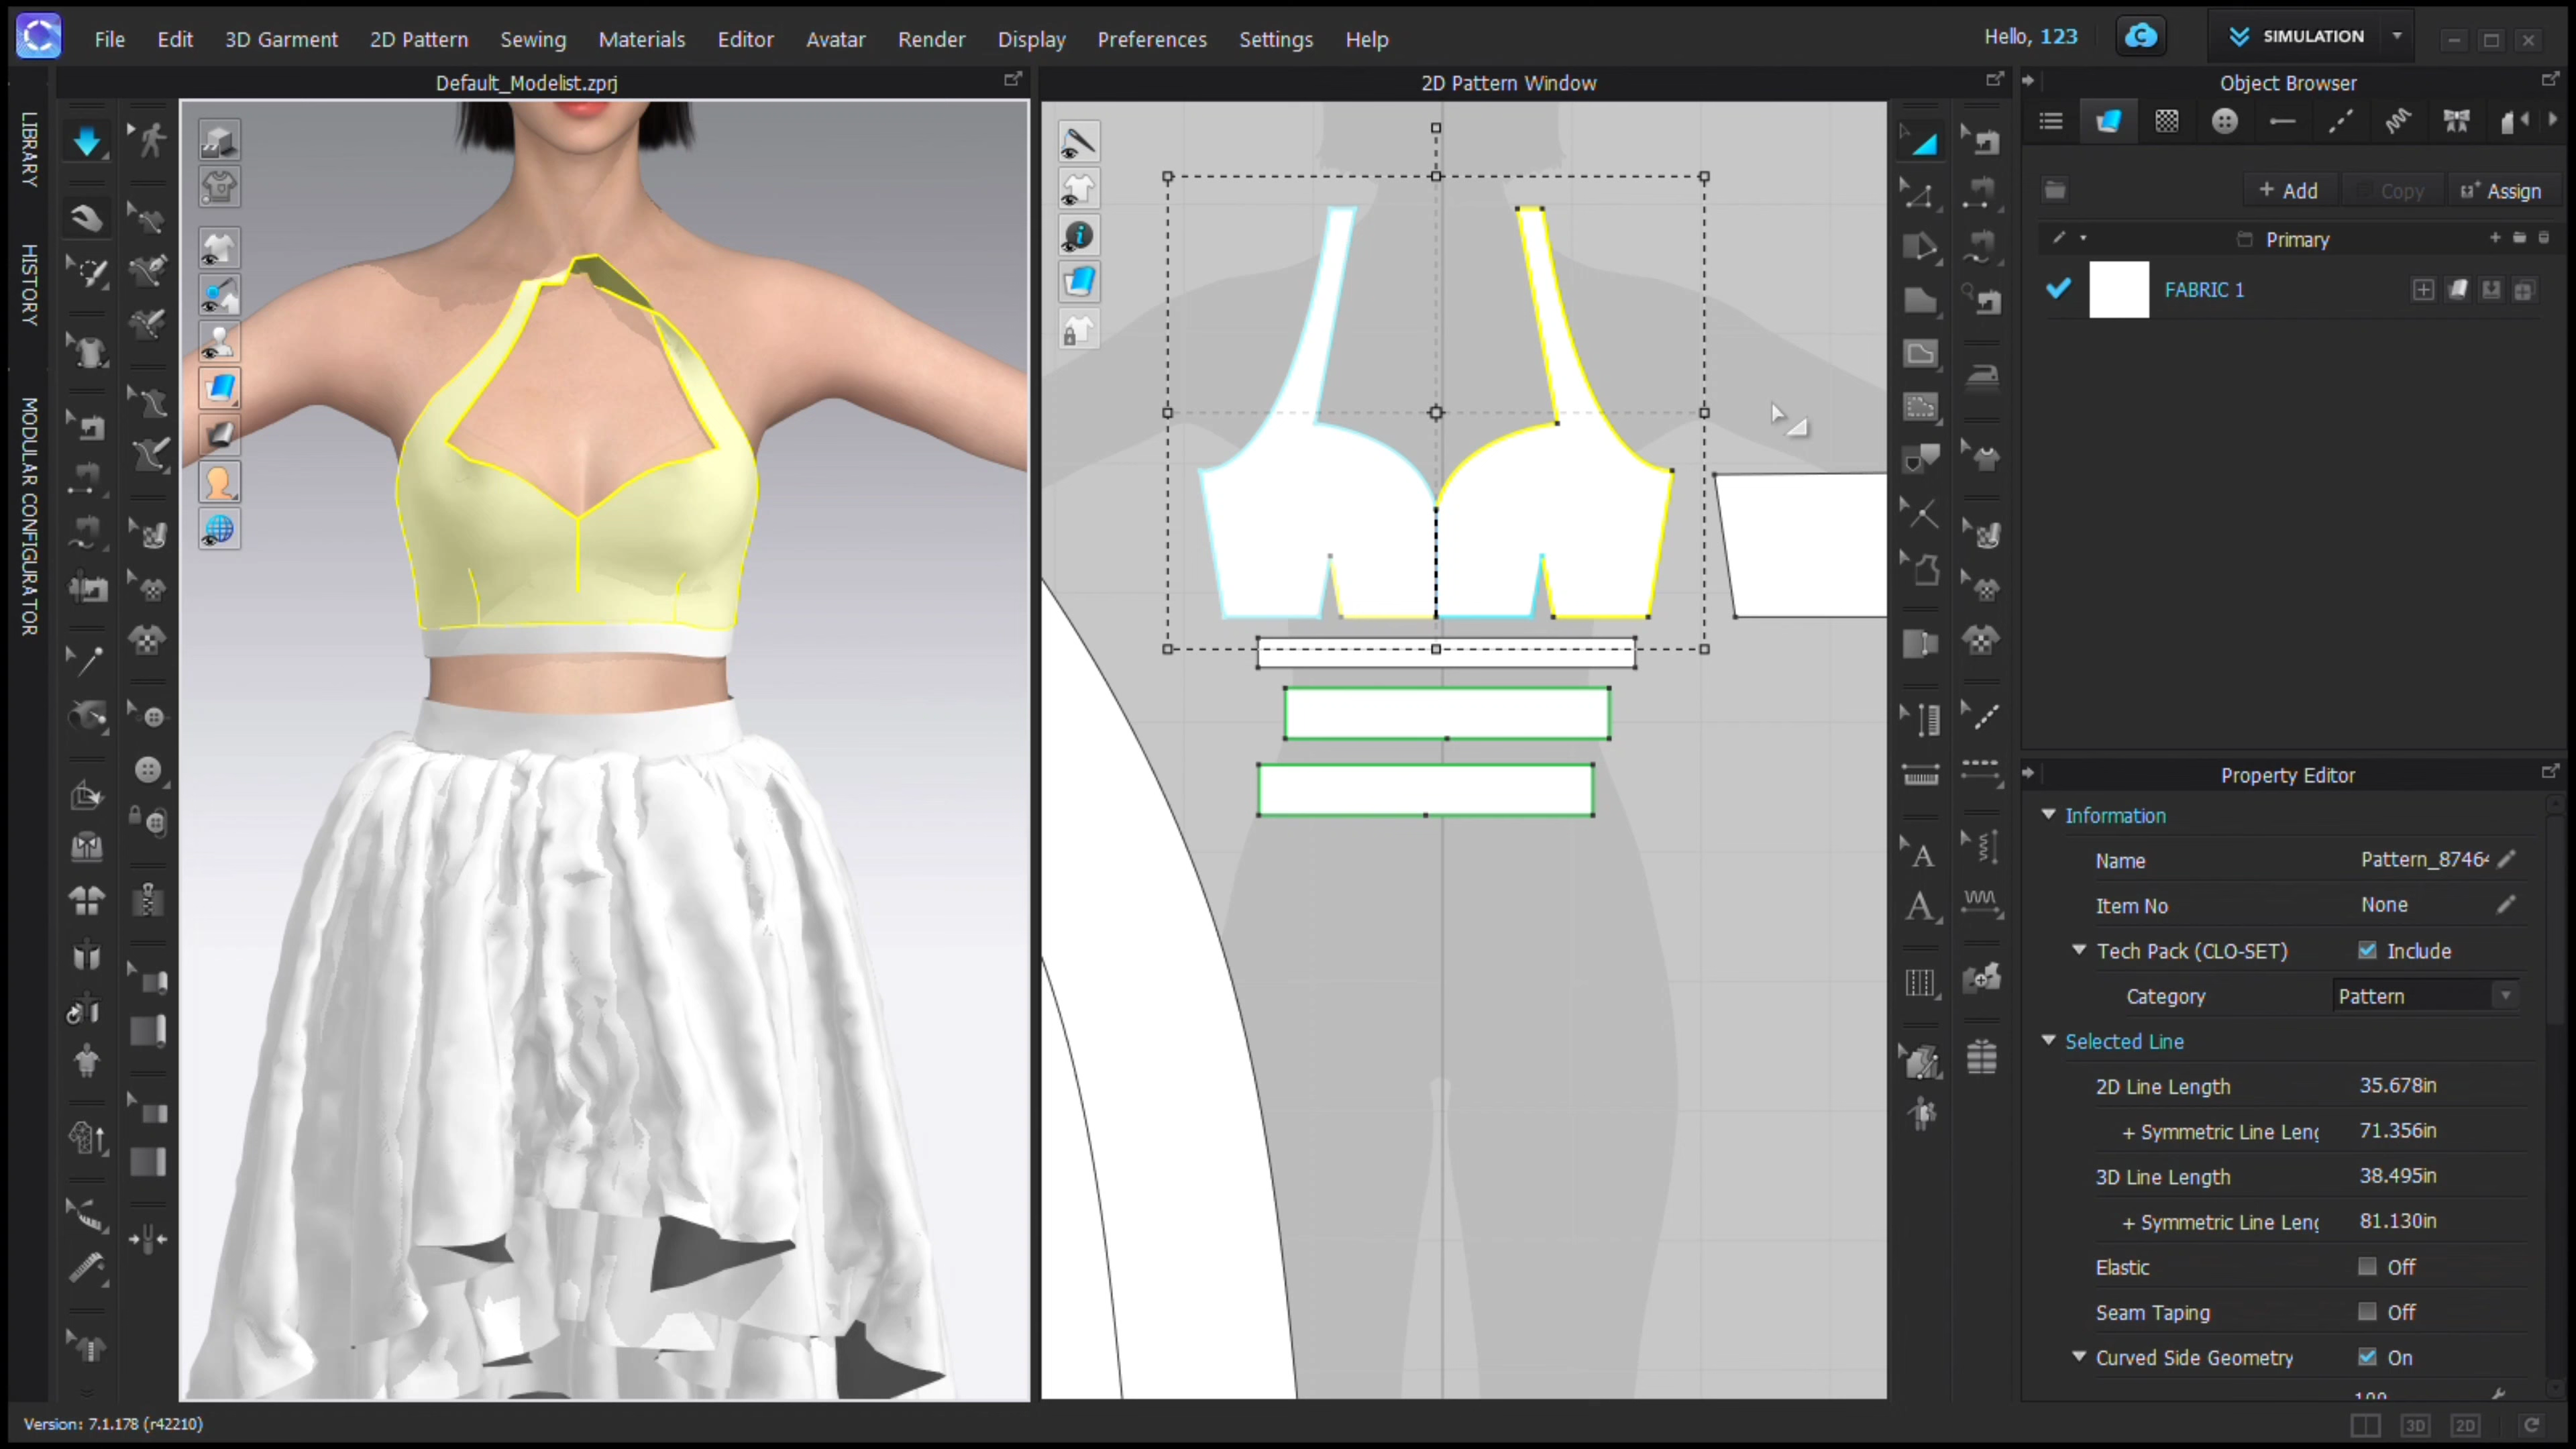 File Edit 3D Garment 2D Pattern Sewing Materials Editor Avatar Render Display Preferences Settings Help
Hello, 123
SIMULATION
Default_Modelist.zprj
2D Pattern Window
Object Browser
LIBRARY
HISTORY
MODULAR CONFIGURATOR
+ Add
Copy
Assign
Primary
FABRIC 1
Property Editor
Information
Name Pattern_8746
Item No None
Tech Pack (CLO-SET) Include
Category Pattern
Selected Line
2D Line Length 35.678in
+ Symmetric Line Leng 71.356in
3D Line Length 38.495in
+ Symmetric Line Leng 81.130in
Elastic Off
Seam Taping Off
Curved Side Geometry On
A
A
Version: 7.1.178 (r42210)
3D 2D